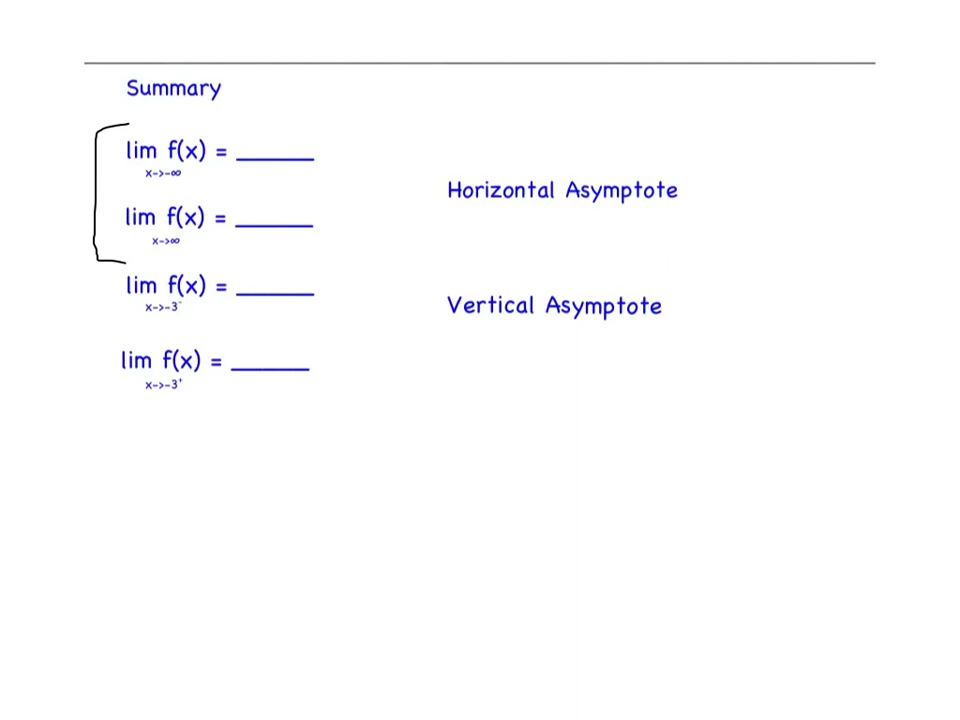 Summary
lim f(x) = ______
x->-∞
Horizontal Asymptote
lim f(x) = ______
x->∞
lim f(x) = ______
x->-3⁻
Vertical Asymptote
lim f(x) = ______
x->-3⁺